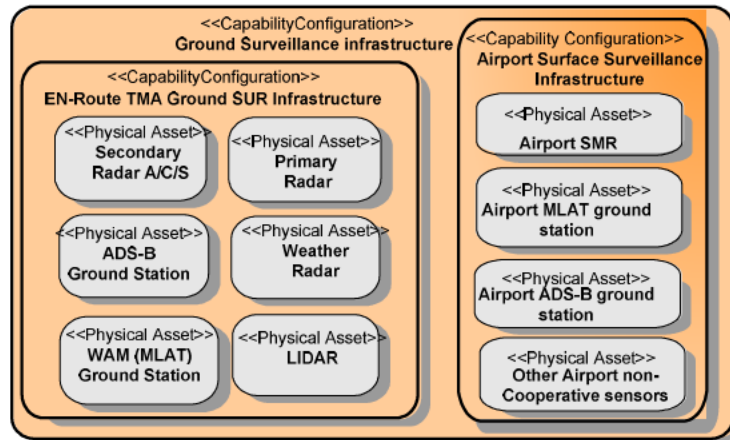 <<CapabilityConfiguration>>
Ground Surveillance infrastructure
<<CapabilityConfiguration>>
EN-Route TMA Ground SUR Infrastructure
<<Physical Asset>>
Secondary
Radar A/C/S
<<Physical Asset>>
Primary
Radar
<<Physical Asset>>
ADS-B
Ground Station
<<Physical Asset>>
Weather
Radar
<<Physical Asset>>
WAM (MLAT)
Ground Station
<<Physical Asset>>
LIDAR
<<Capability Configuration>>
Airport Surface Surveillance
Infrastructure
<<Physical Asset>>
Airport SMR
<<Physical Asset>>
Airport MLAT ground
station
<<Physical Asset>>
Airport ADS-B ground
station
<<Physical Asset>>
Other Airport non-
Cooperative sensors